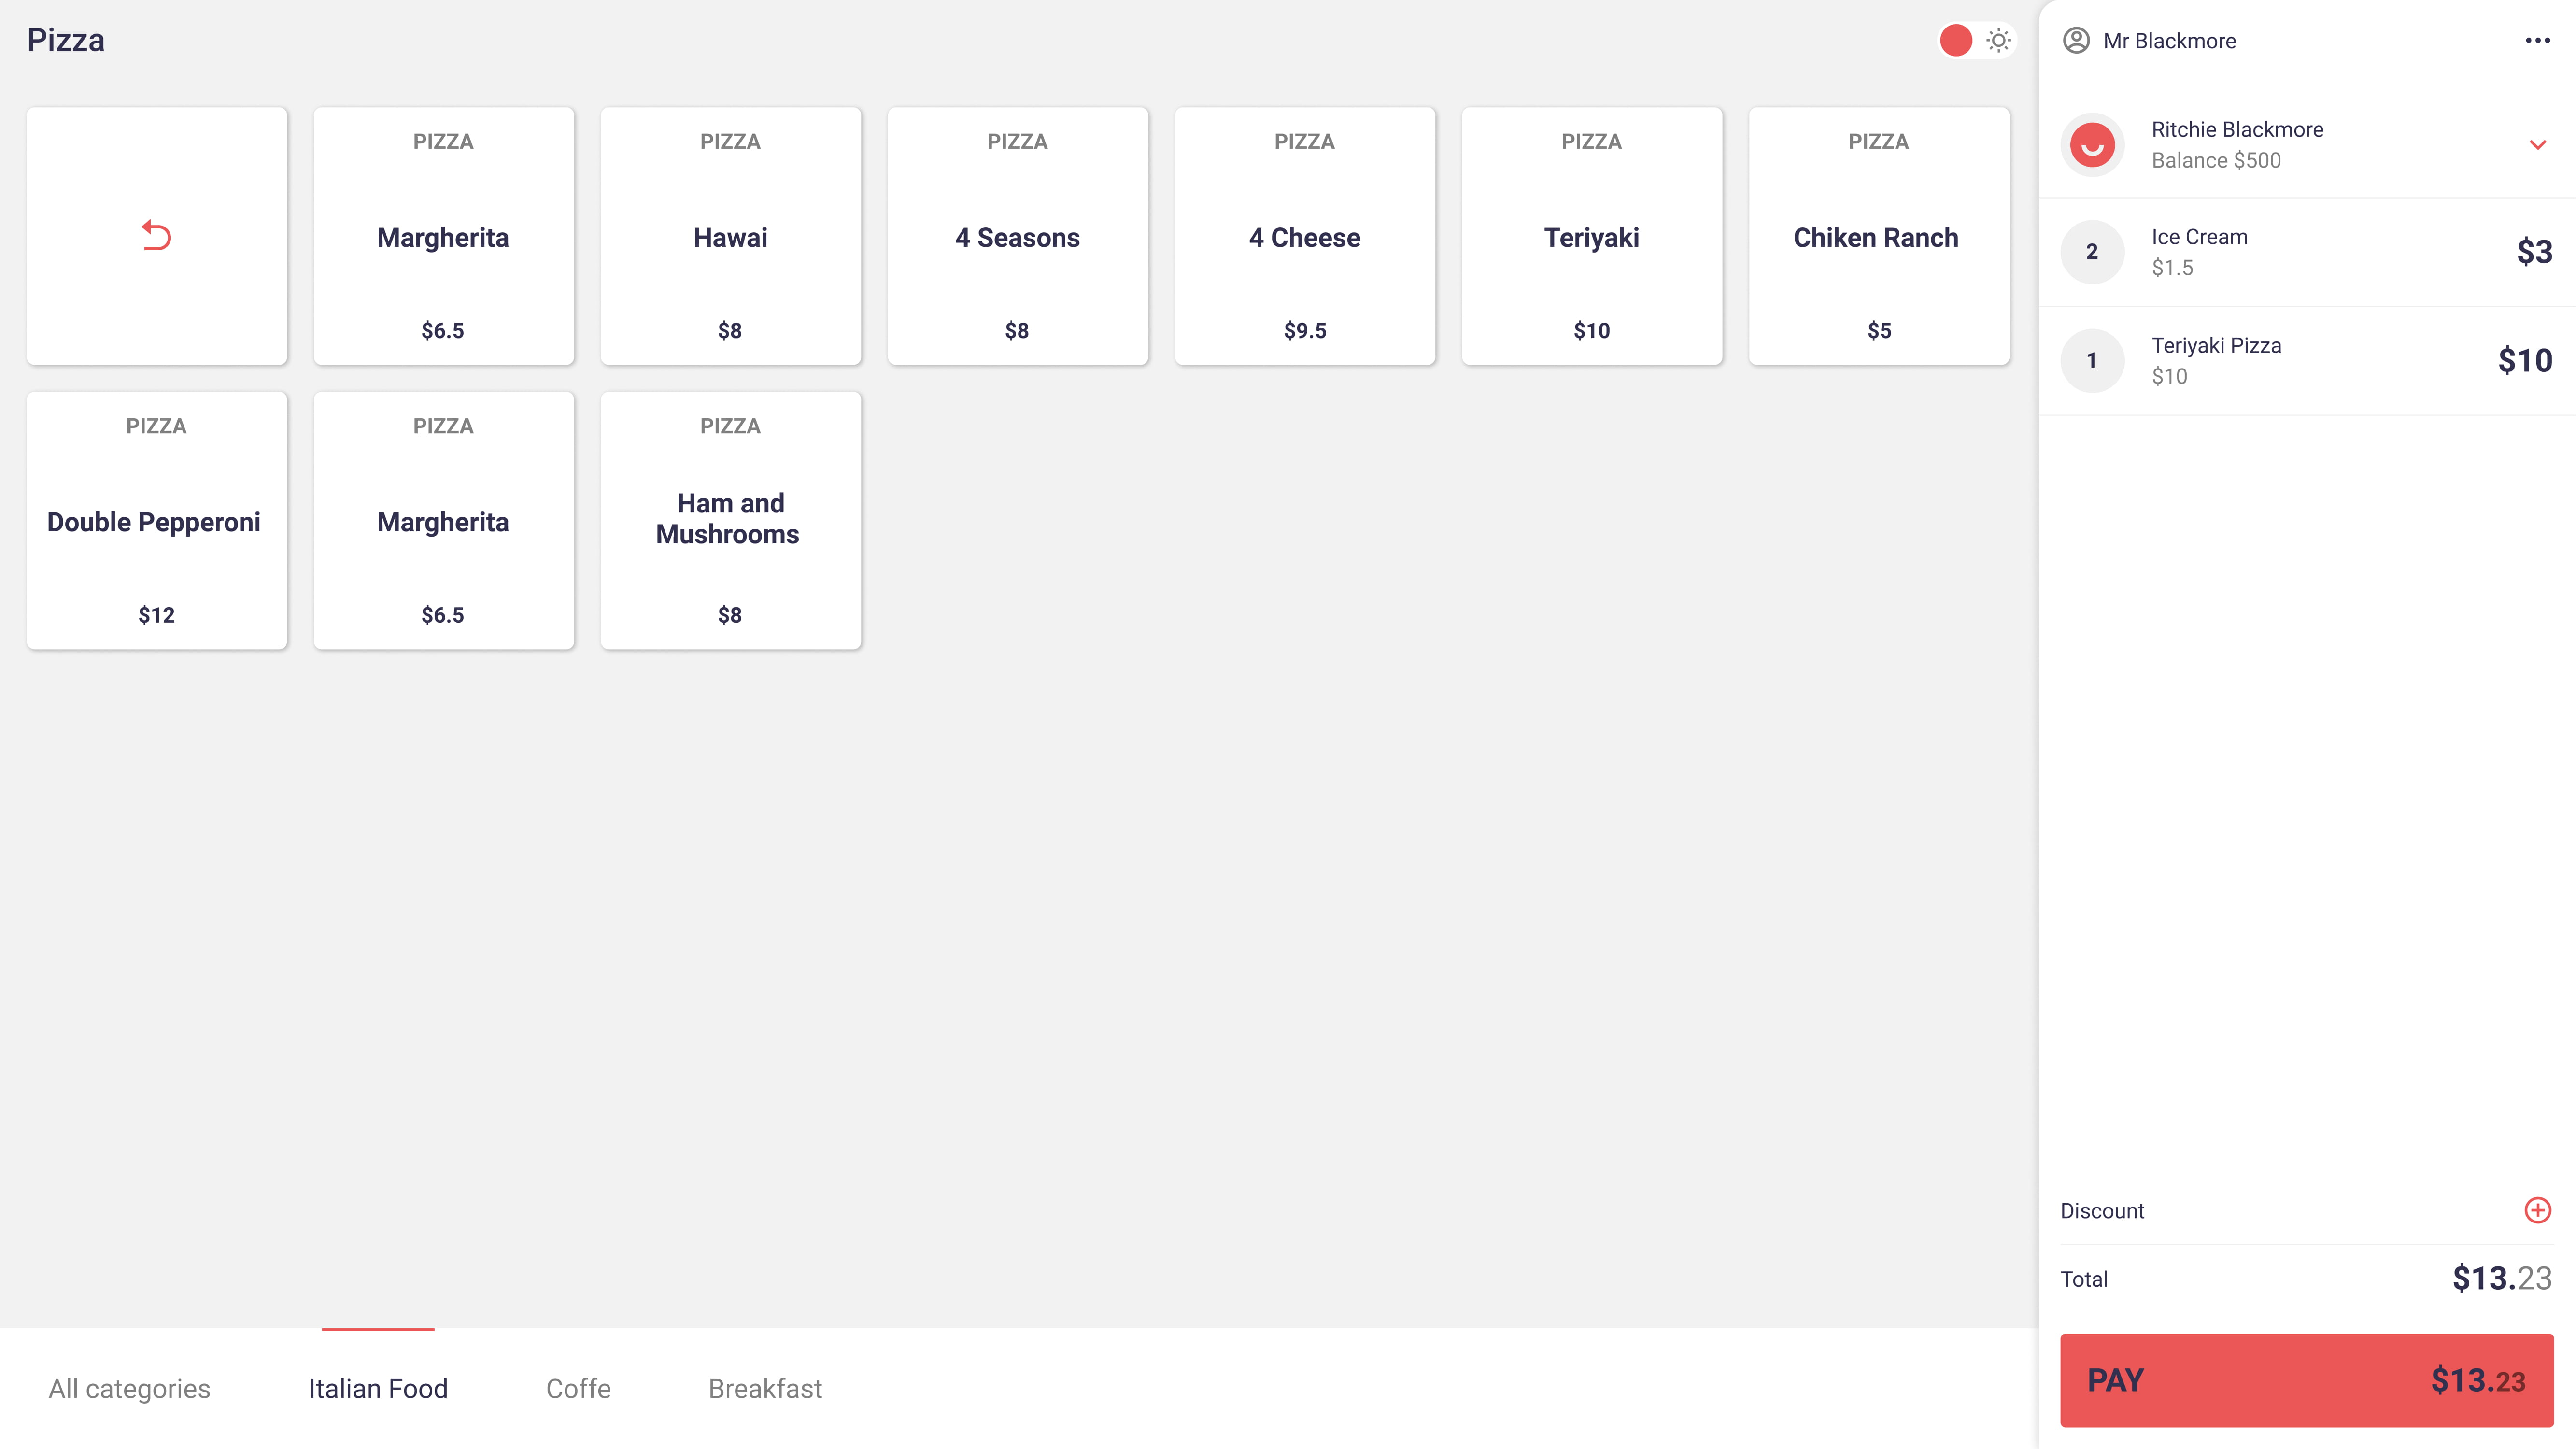 Pizza
PIZZA
Margherita
$6.5
PIZZA
Hawai
$8
PIZZA
4 Seasons
$8
PIZZA
4 Cheese
$9.5
PIZZA
Teriyaki
$10
PIZZA
Chiken Ranch
$5
PIZZA
Double Pepperoni
$12
PIZZA
Margherita
$6.5
PIZZA
Ham and
Mushrooms
$8
All categories
Italian Food
Coffe
Breakfast
Mr Blackmore
Ritchie Blackmore
Balance $500
2
Ice Cream
$1.5
$3
1
Teriyaki Pizza
$10
$10
Discount
Total
$13.23
PAY
$13.23